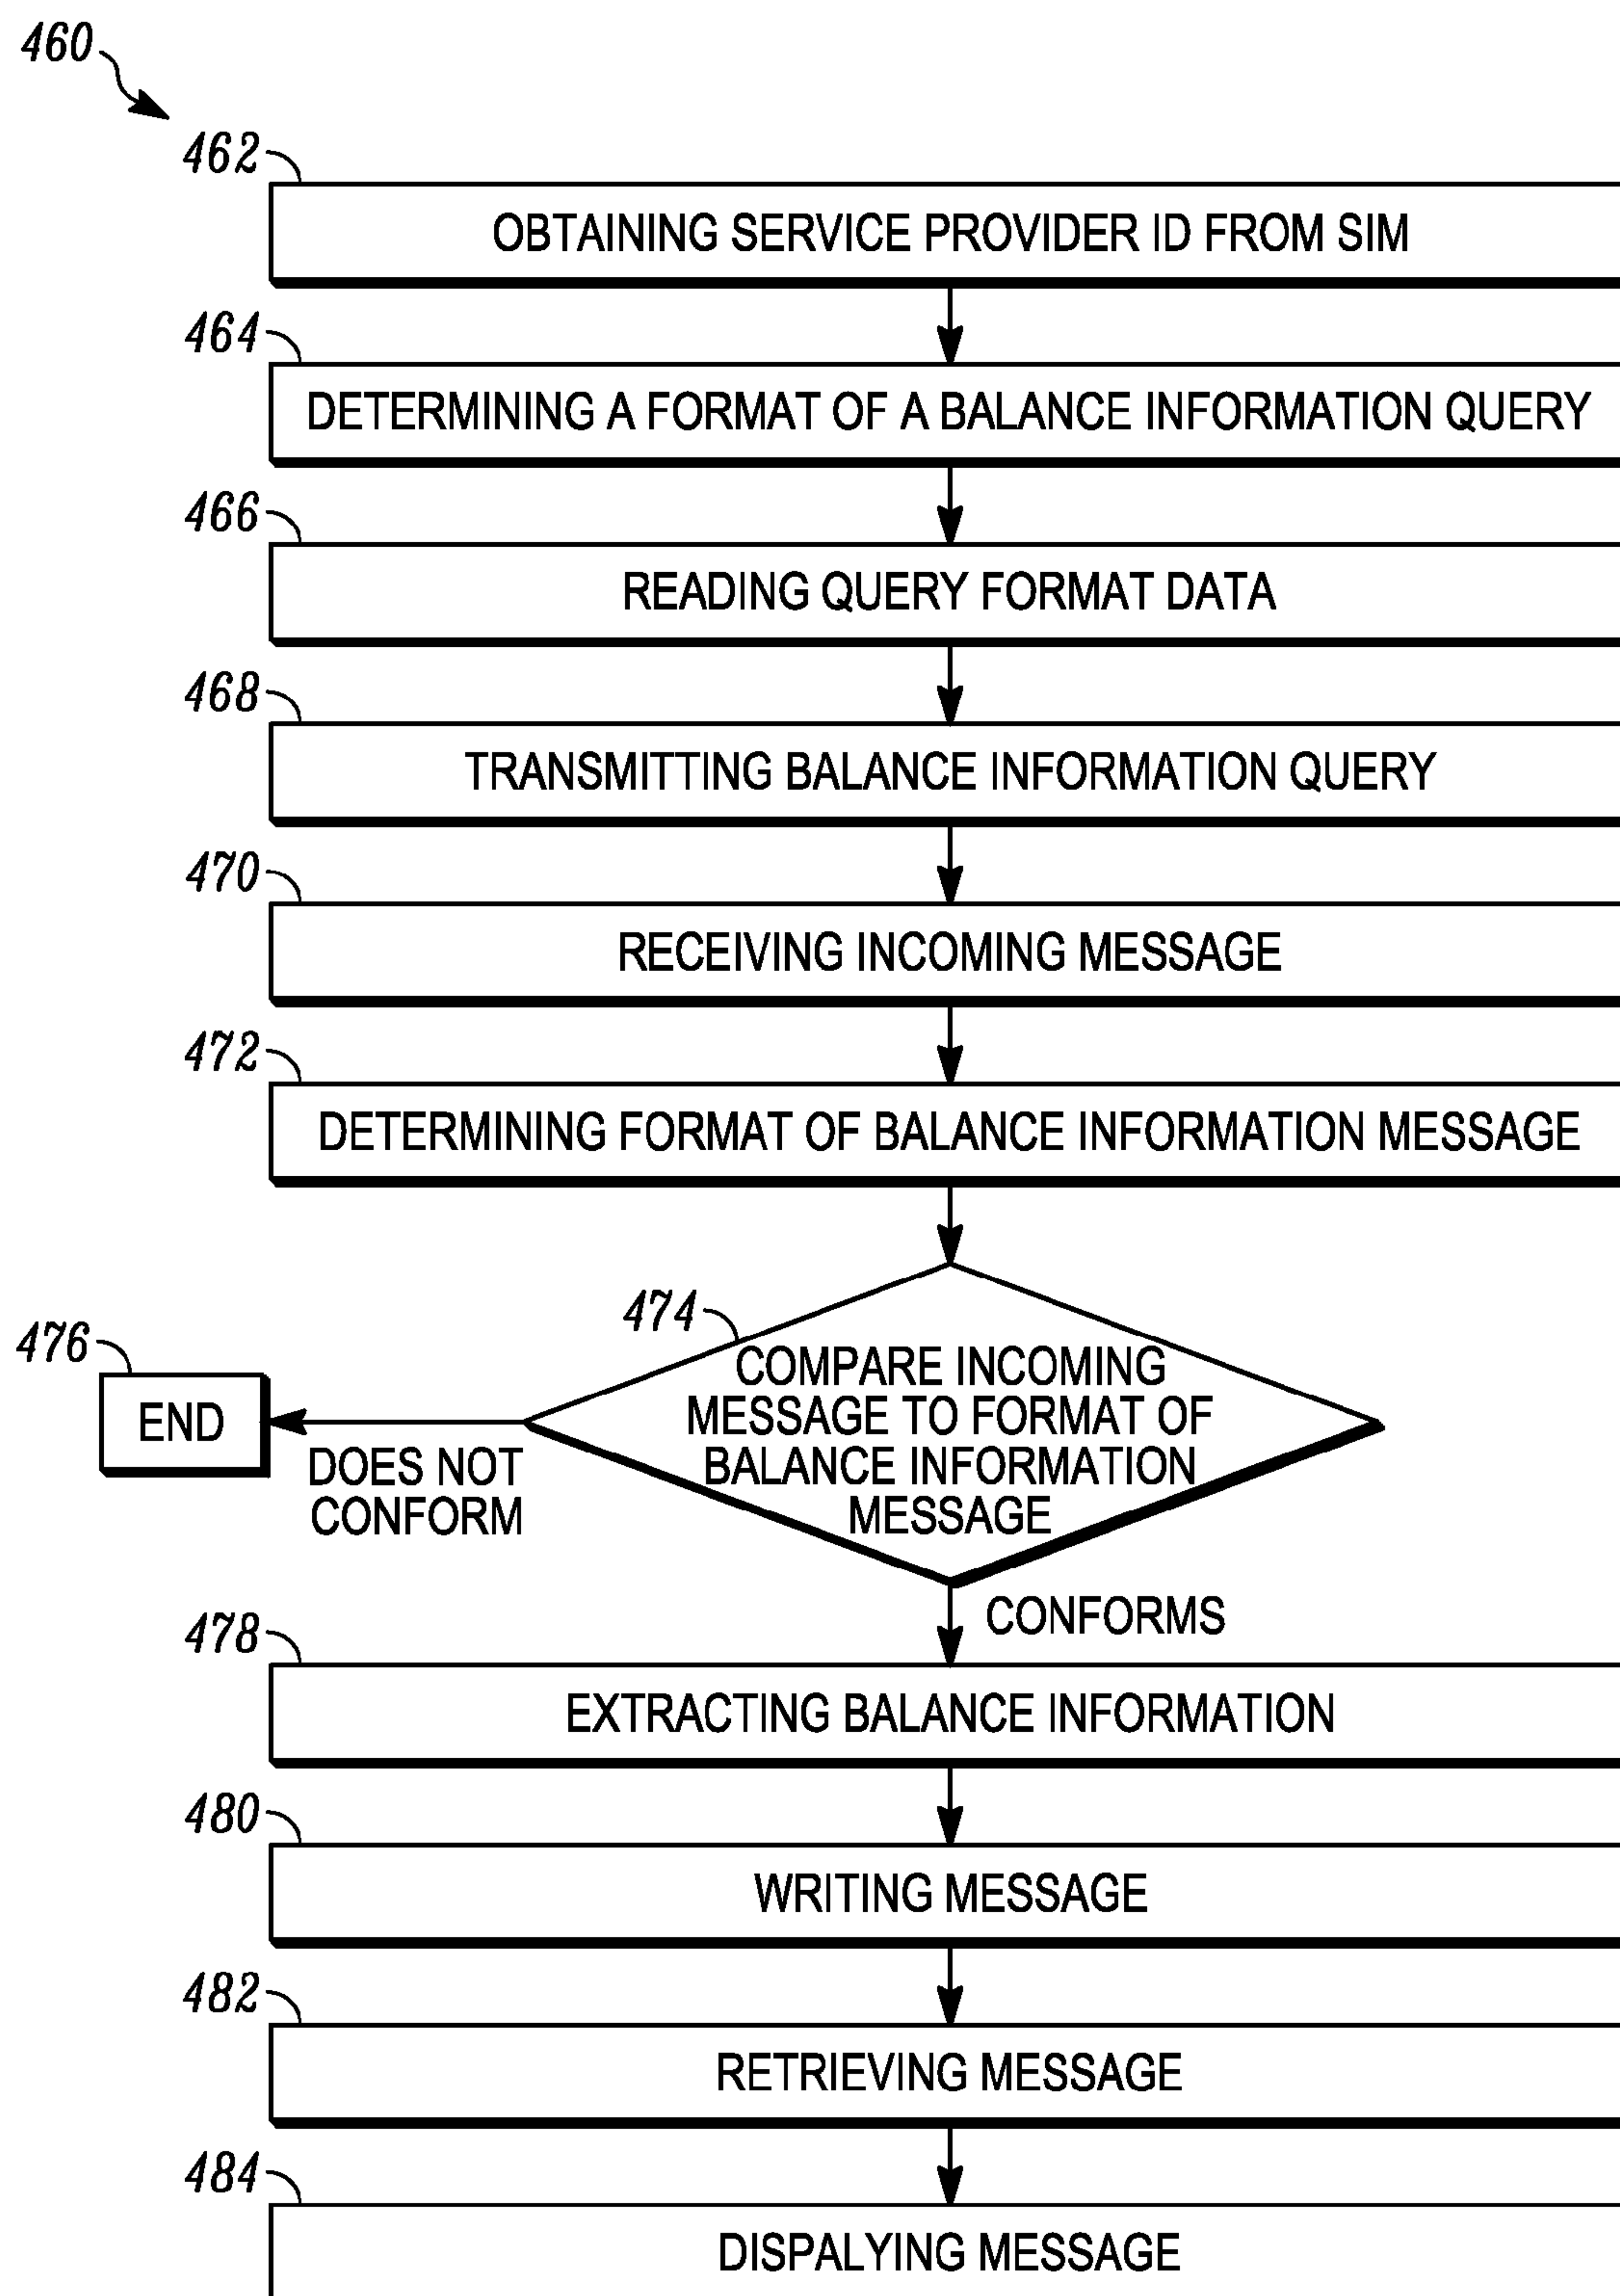 460
462
OBTAINING SERVICE PROVIDER ID FROM SIM
464
DETERMINING A FORMAT OF A BALANCE INFORMATION QUERY
466
READING QUERY FORMAT DATA
468
TRANSMITTING BALANCE INFORMATION QUERY
470
RECEIVING INCOMING MESSAGE
472
DETERMINING FORMAT OF BALANCE INFORMATION MESSAGE
474
COMPARE INCOMING
MESSAGE TO FORMAT OF
BALANCE INFORMATION
MESSAGE
476
END
DOES NOT
CONFORM
CONFORMS
478
EXTRACTING BALANCE INFORMATION
480
WRITING MESSAGE
482
RETRIEVING MESSAGE
484
DISPALYING MESSAGE